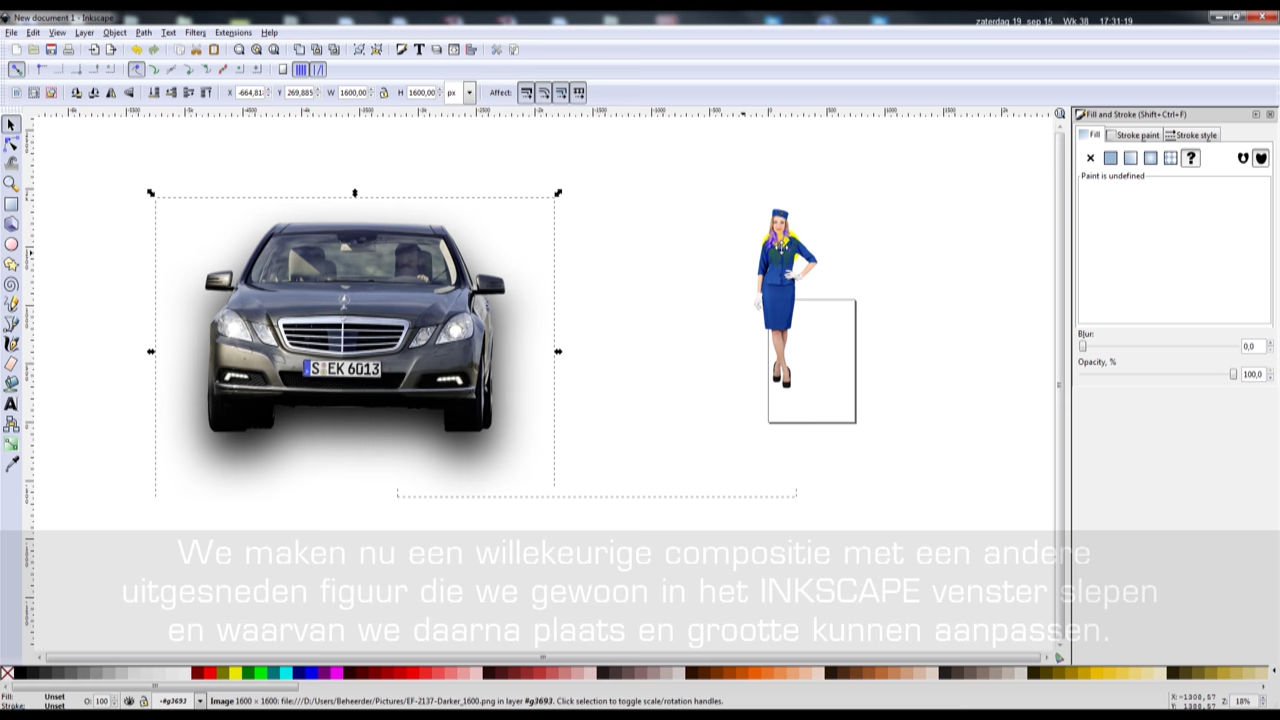 New document 1 - Inkscape
zaterdag 19 sep 15 Wk 38 17:31:19
File Edit View Layer Object Path Text Filters Extensions Help
X -664,81 Y 269,885 W 1600,00 H 1600,00 px Affect:
Fill and Stroke (Shift+Ctrl+F)
Fill Stroke paint Stroke style
?
Paint is undefined
S EK 6013
Blur:
0,0
Opacity, %
100,0
We maken nu een willekeurige compositie met een andere
uitgesneden figuur die we gewoon in het INKSCAPE venster slepen
en waarvan we daarna plaats en grootte kunnen aanpassen.
Fill: Unset
Stroke: Unset
O: 100
-#g3693
Image 1600 × 1600: file:///D:/Users/Beheerder/Pictures/EF-2137-Darker_1600.png in layer #g3693. Click selection to toggle scale/rotation handles.
X:-1308,57
Z: 18%